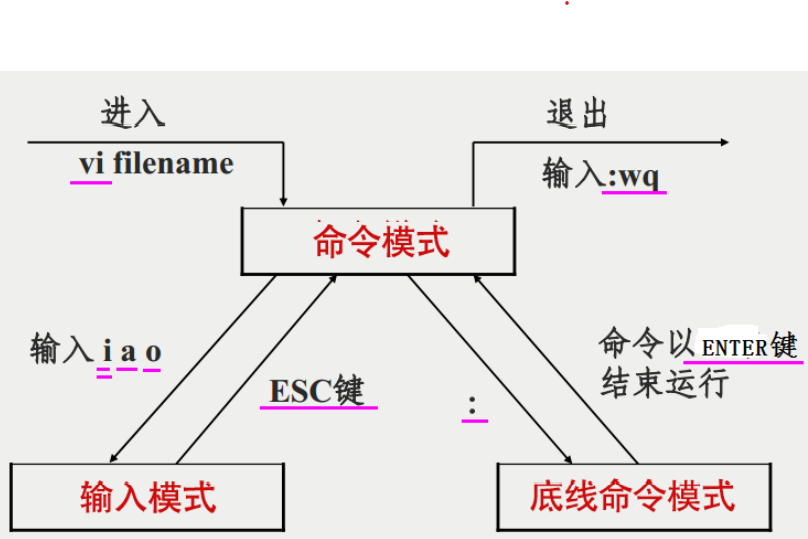 进入
vi filename
退出
输入:wq
命令模式
输入 i a o
ESC键
:
命令以 ENTER键
结束运行
输入模式
底线命令模式